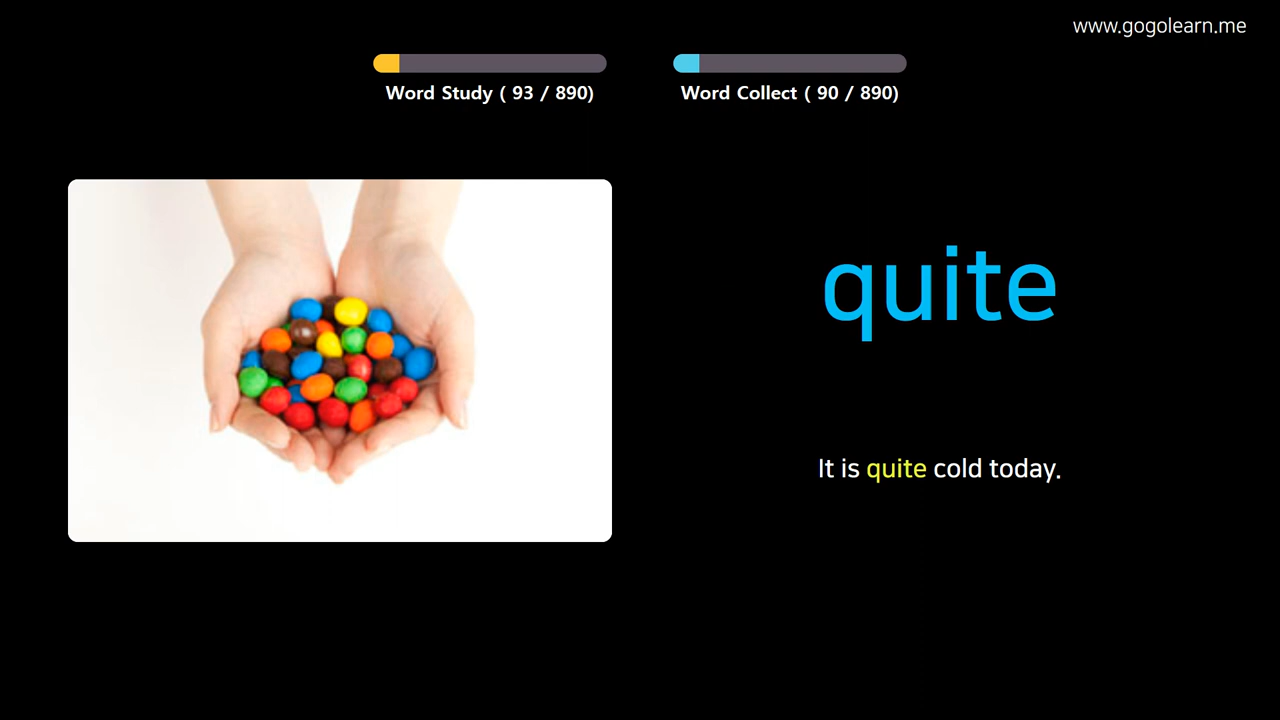 www.gogolearn.me
Word Study ( 93 / 890)
Word Collect ( 90 / 890)
quite
It is quite cold today.